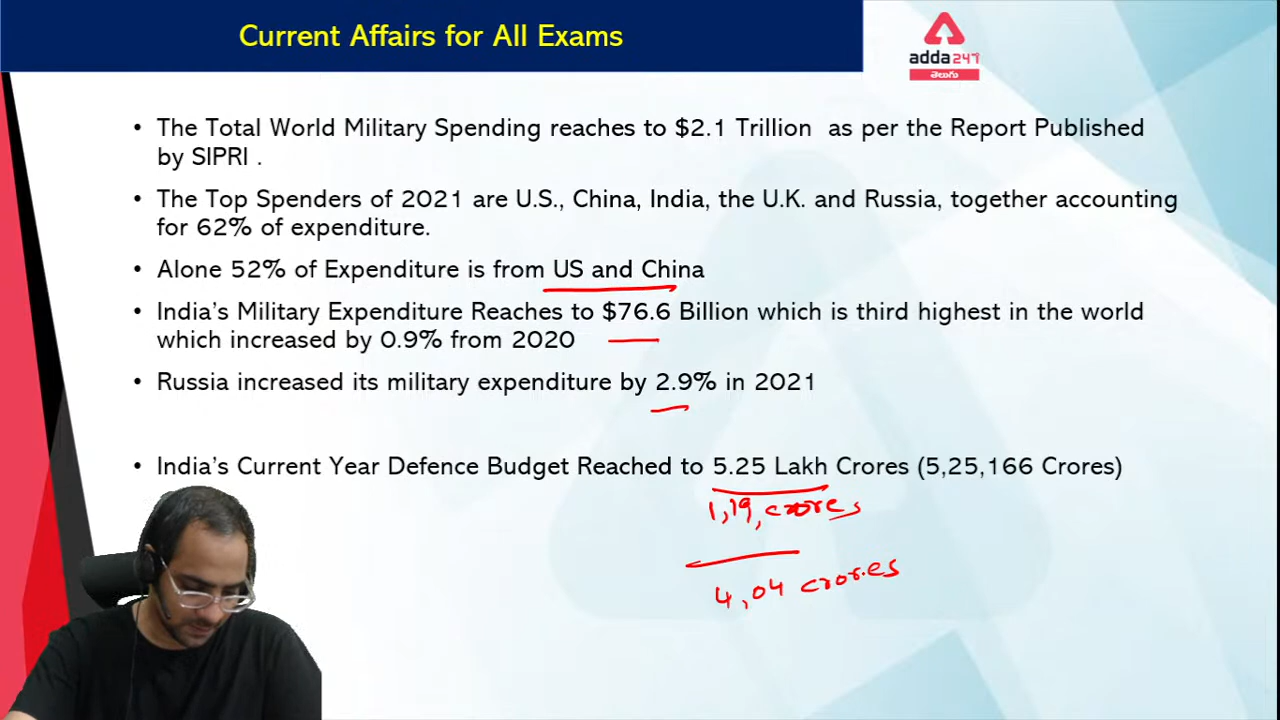 Current Affairs for All Exams
adda247
తెలుగు
• The Total World Military Spending reaches to $2.1 Trillion as per the Report Published
by SIPRI .
• The Top Spenders of 2021 are U.S., China, India, the U.K. and Russia, together accounting
for 62% of expenditure.
• Alone 52% of Expenditure is from US and China
• India's Military Expenditure Reaches to $76.6 Billion which is third highest in the world
which increased by 0.9% from 2020
• Russia increased its military expenditure by 2.9% in 2021
• India's Current Year Defence Budget Reached to 5.25 Lakh Crores (5,25,166 Crores)
1,19, crores
4,04 crores